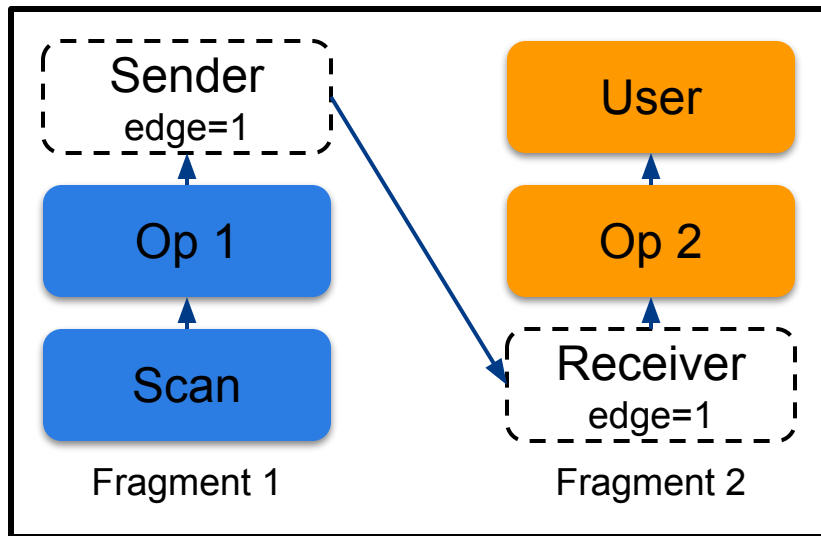 Sender
edge=1
Op 1
Scan
Fragment 1
User
Op 2
Receiver
edge=1
Fragment 2